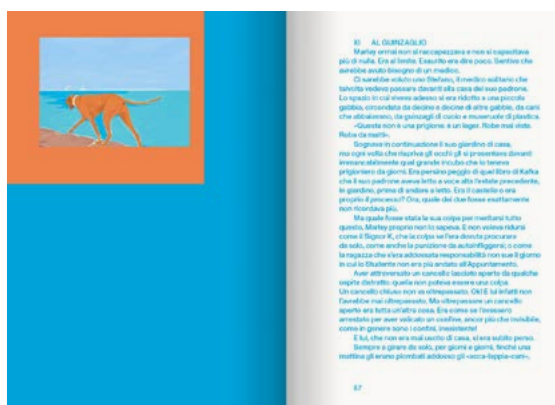 XI AL GUINZAGLIO
Marley ormai non si raccapezzava e non si capacitava
più di nulla. Era al limite. Esaurito era dire poco. Sentiva che
avrebbe avuto bisogno di un medico.
Ci sarebbe voluto uno Stefano, il medico solitario che
talvolta vedeva passare davanti alla casa del suo padrone.
Lo spazio in cui viveva adesso si era ridotto a una piccola
gabbia, circondata da decine e decine di altre gabbie, da cani
che abbaiavano, da guinzagli di cuoio e museruole di plastica.
«Questa non è una prigione: è un lager. Robe mai viste.
Roba da matti».
Sognava in continuazione il suo giardino di casa,
ma ogni volta che riapriva gli occhi gli si presentava davanti
immancabilmente quel grande incubo che lo teneva
prigioniero da giorni. Era persino peggio di quel libro di Kafka
che il suo padrone aveva letto a voce alta l'estate precedente,
in giardino, prima di andare a letto. Era il castello o era
proprio il processo? Ora, quale dei due fosse esattamente
non ricordava più.
Ma quale fosse stata la sua colpa per meritarsi tutto
questo, Marley proprio non lo sapeva. E non voleva ridursi
come il Signor K, che la colpa se l'era dovuta procurare
da solo, come anche la punizione da autoinfliggersi; o come
la ragazza che s'era addossata responsabilità non sue il giorno
in cui lo Studente non era più andato all'Appuntamento.
Aver attraversato un cancello lasciato aperto da qualche
ospite distratto: quella non poteva essere una colpa.
Un cancello chiuso non va oltrepassato. Ok! E lui infatti non
l'avrebbe mai oltrepassato. Ma oltrepassare un cancello
aperto era tutta un'altra cosa. Era come se l'avessero
arrestato per aver valicato un confine, ancor più che invisibile,
come in genere sono i confini, inesistente!
E lui, che non era mai uscito di casa, si era subito perso.
Sempre a girare da solo, per giorni e giorni, finché una
mattina gli erano piombati addosso gli «acca-lappia-cani»,
57